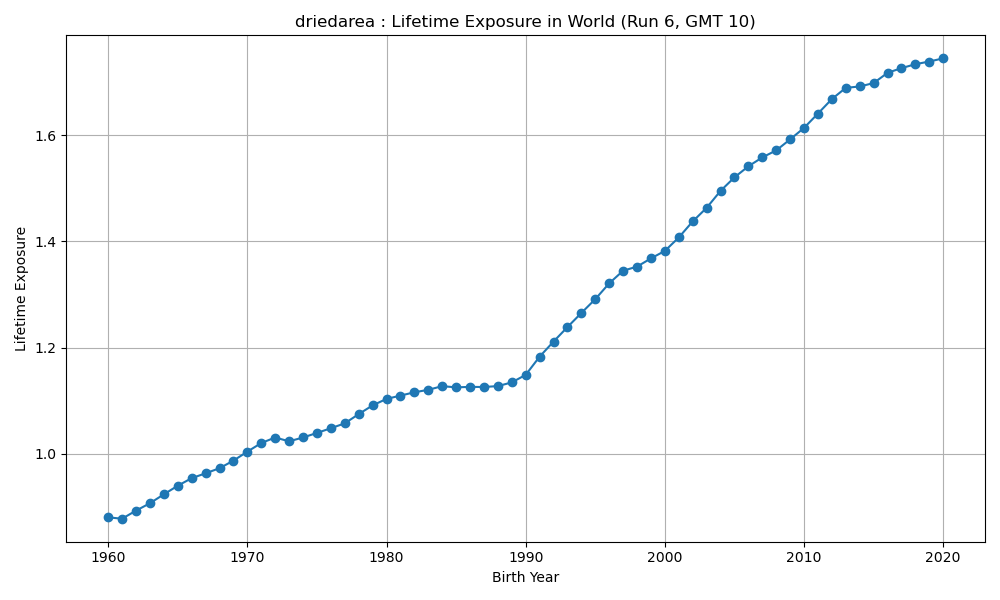 driedarea : Lifetime Exposure in World (Run 6, GMT 10)
Lifetime Exposure
1.6
1.4
1.2
1.0
1960 1970 1980 1990 2000 2010 2020
Birth Year